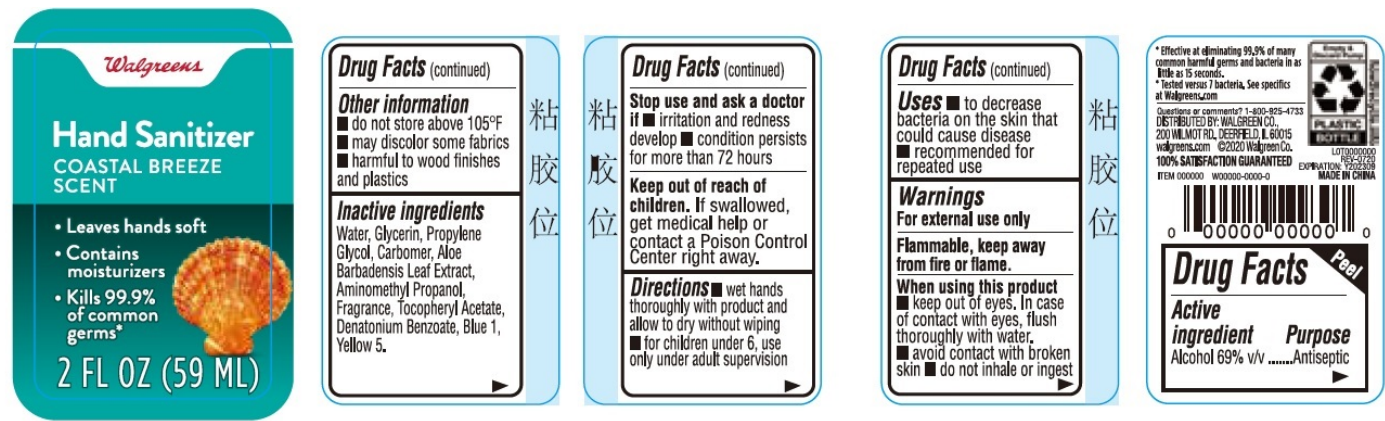 Walgreens
Hand Sanitizer
COASTAL BREEZE
SCENT
• Leaves hands soft
• Contains
moisturizers
• Kills 99.9%
of common
germs*
2 FL OZ (59 ML)
Drug Facts (continued)
Other information
■ do not store above 105°F
■ may discolor some fabrics
■ harmful to wood finishes
and plastics
Inactive ingredients
Water, Glycerin, Propylene
Glycol, Carbomer, Aloe
Barbadensis Leaf Extract,
Aminomethyl Propanol,
Fragrance, Tocopheryl Acetate,
Denatonium Benzoate, Blue 1,
Yellow 5.
粘
胶
位
粘
胶
位
Drug Facts (continued)
Stop use and ask a doctor
if ■ irritation and redness
develop ■ condition persists
for more than 72 hours
Keep out of reach of
children. If swallowed,
get medical help or
contact a Poison Control
Center right away.
Directions ■ wet hands
thoroughly with product and
allow to dry without wiping
■ for children under 6, use
only under adult supervision
Drug Facts (continued)
Uses ■ to decrease
bacteria on the skin that
could cause disease
■ recommended for
repeated use
Warnings
For external use only
Flammable, keep away
from fire or flame.
When using this product
■ keep out of eyes. In case
of contact with eyes, flush
thoroughly with water.
■ avoid contact with broken
skin ■ do not inhale or ingest
粘
胶
位
* Effective at eliminating 99.9% of many
common harmful germs and bacteria in as
little as 15 seconds.
* Tested versus 7 bacteria. See specifics
at Walgreens.com
Questions or comments? 1-800-925-4733
DISTRIBUTED BY: WALGREEN CO.,
200 WILMOT RD., DEERFIELD, IL 60015
walgreens.com ©2020 Walgreen Co.
100% SATISFACTION GUARANTEED
ITEM 000000 W00000-0000-0
Empty &
PLASTIC
BOTTLE
LOT0000000
REV-0720
EXPIRATION: Y202309
MADE IN CHINA
0 00000 00000 0
Drug Facts
Peel
Active
ingredient Purpose
Alcohol 69% v/v .......Antiseptic